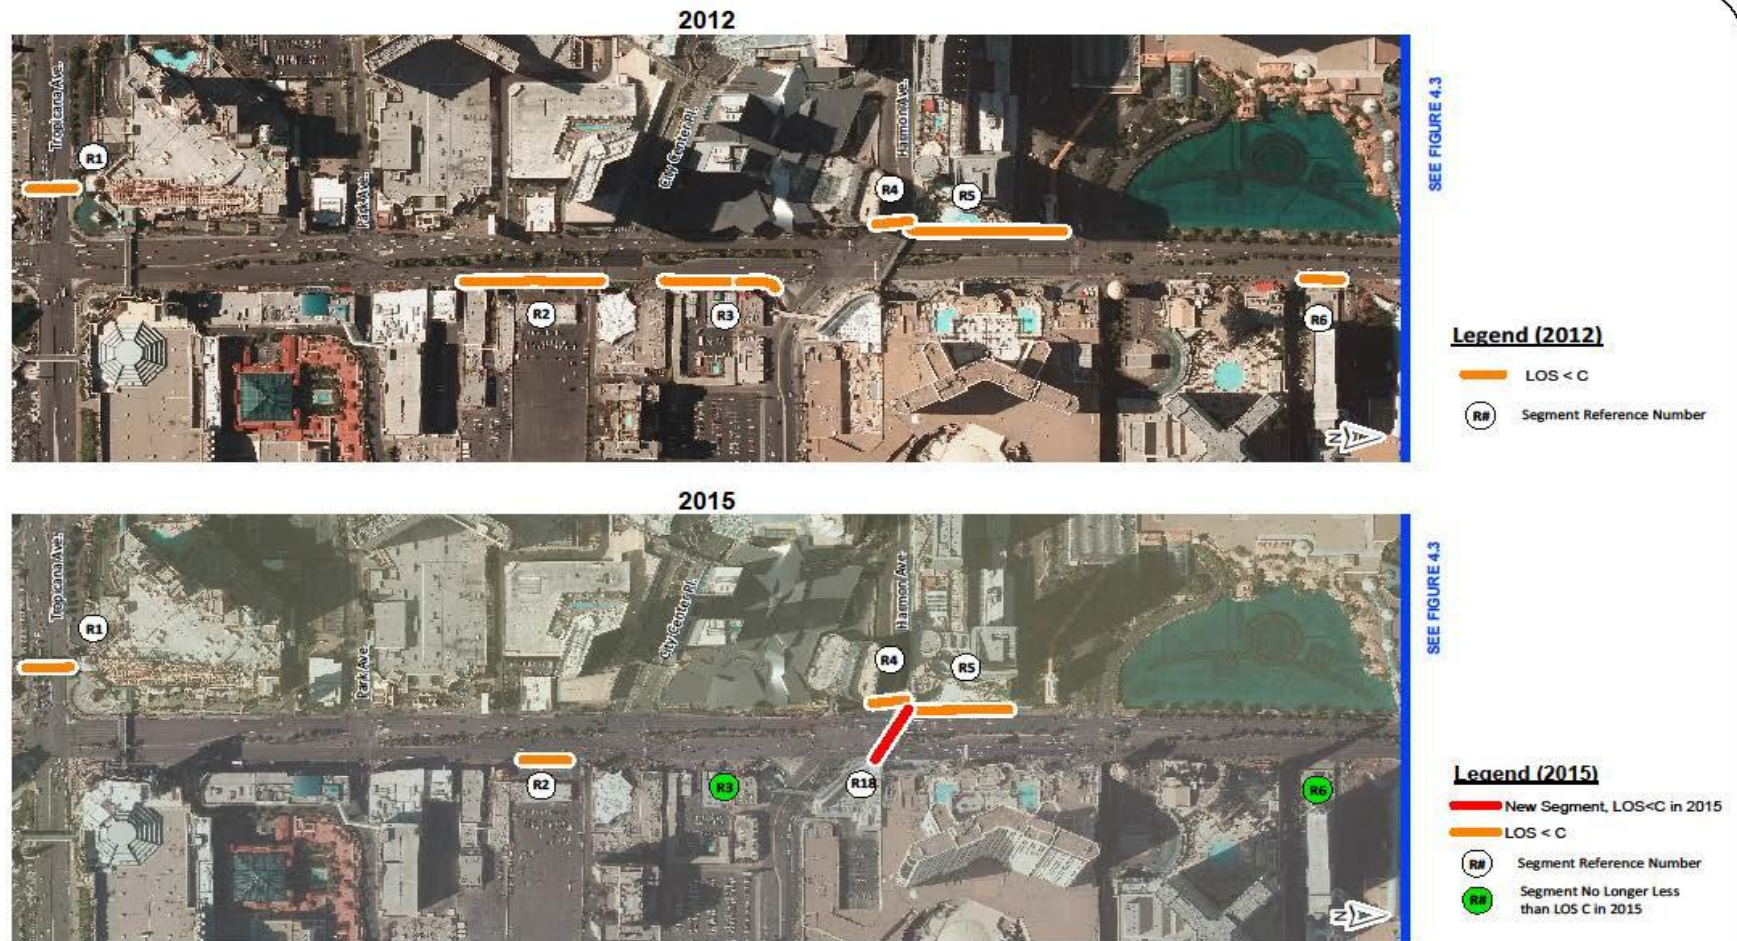 2012
Tropicana Ave.
R1
Park Ave.
City Center Pl.
Harmon Ave.
R4
R5
R2
R3
R6
N
SEE FIGURE 4.3
Legend (2012)
LOS < C
R# Segment Reference Number
2015
Tropicana Ave.
R1
Park Ave.
City Center Pl.
Harmon Ave.
R4
R5
R2
R3
R18
R6
N
SEE FIGURE 4.3
Legend (2015)
New Segment, LOS<C in 2015
LOS < C
R# Segment Reference Number
R# Segment No Longer Less
than LOS C in 2015